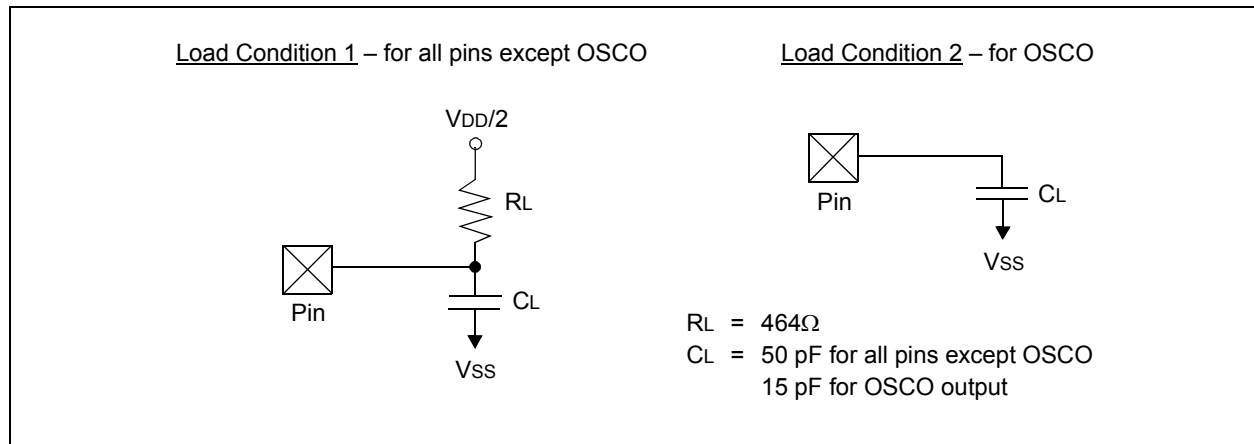 Load Condition 1 – for all pins except OSCO
VDD/2
RL
Pin
CL
VSS
Load Condition 2 – for OSCO
Pin
CL
VSS
RL = 464Ω
CL = 50 pF for all pins except OSCO
15 pF for OSCO output